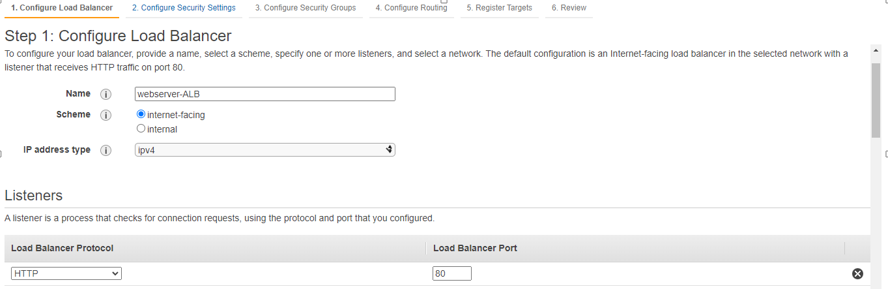 1. Configure Load Balancer 2. Configure Security Settings 3. Configure Security Groups 4. Configure Routing 5. Register Targets 6. Review
Step 1: Configure Load Balancer
To configure your load balancer, provide a name, select a scheme, specify one or more listeners, and select a network. The default configuration is an Internet-facing load balancer in the selected network with a
listener that receives HTTP traffic on port 80.
Name i webserver-ALB
Scheme i internet-facing
internal
IP address type i ipv4
Listeners
A listener is a process that checks for connection requests, using the protocol and port that you configured.
Load Balancer Protocol Load Balancer Port
HTTP 80